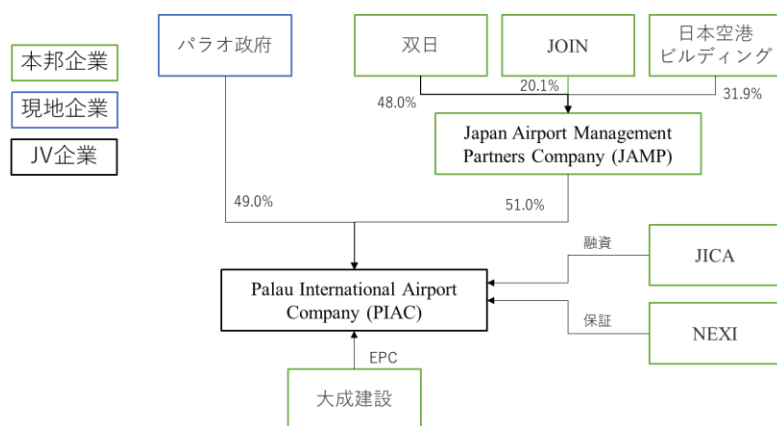 本邦企業
現地企業
JV企業
パラオ政府
双日
JOIN
日本空港
ビルディング
48.0%
20.1%
31.9%
Japan Airport Management
Partners Company (JAMP)
49.0%
51.0%
Palau International Airport
Company (PIAC)
融資
JICA
保証
NEXI
EPC
大成建設